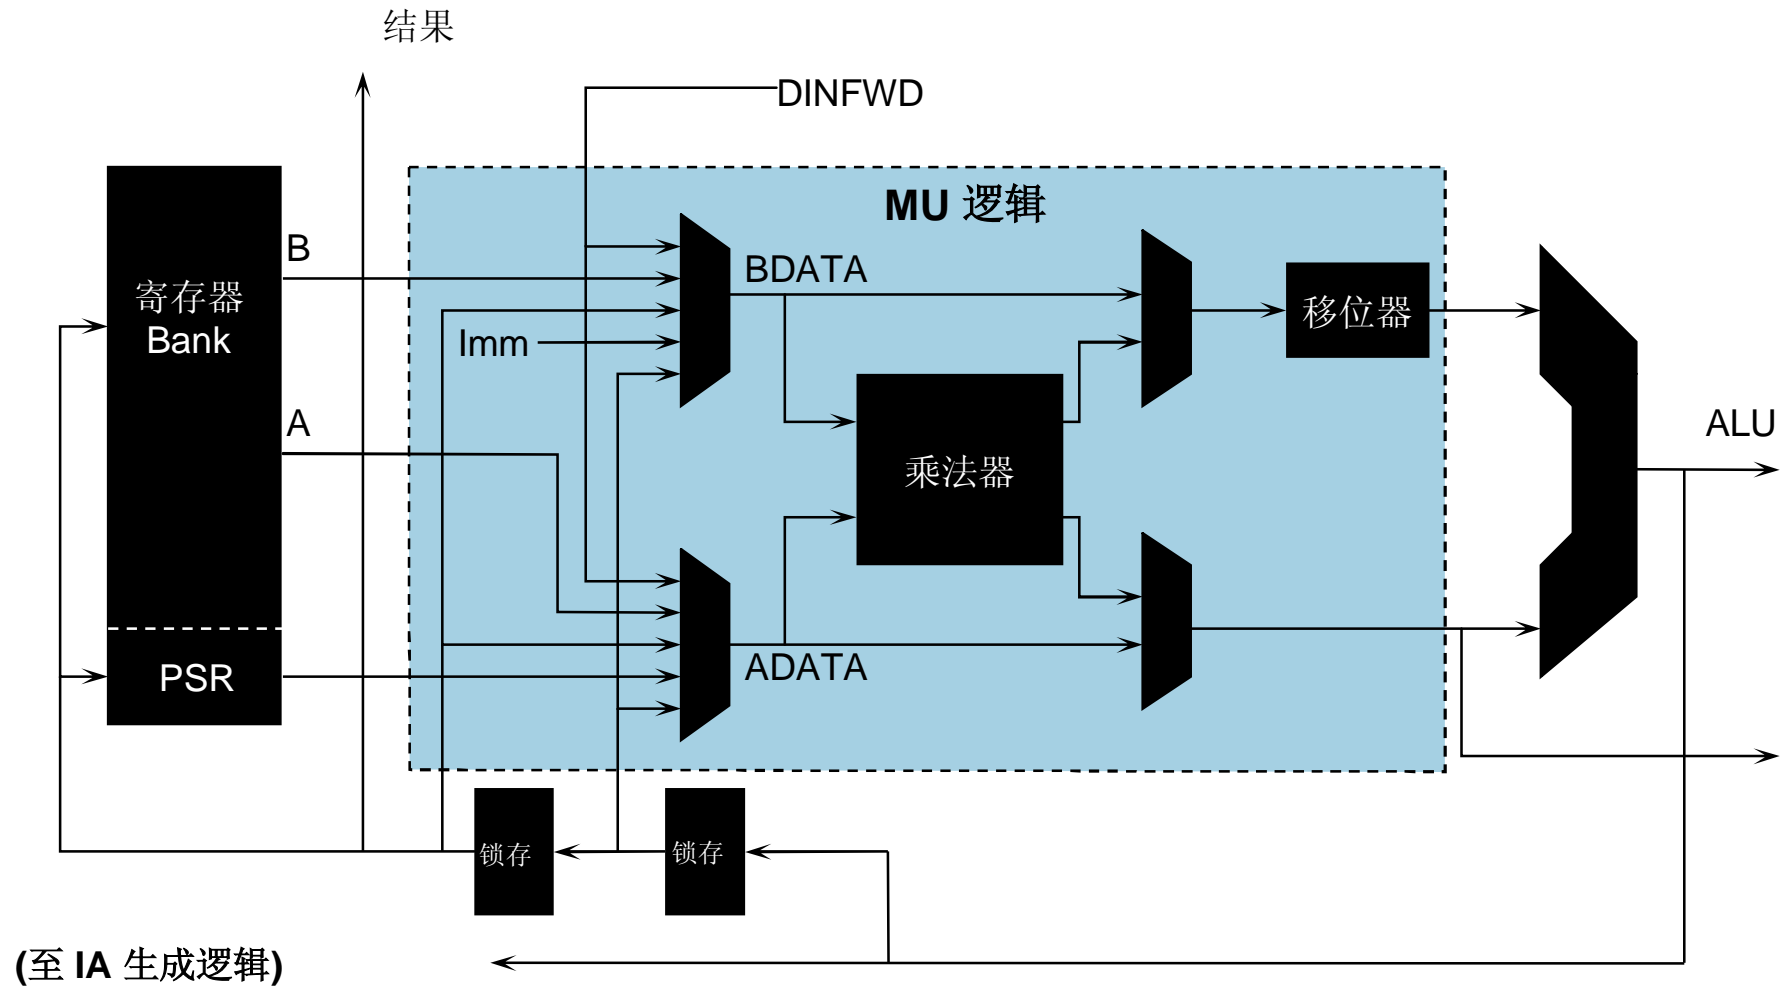 结果
DINFWD
MU 逻辑
B
BDATA
寄存器
Bank
移位器
Imm
A
ALU
乘法器
ADATA
PSR
锁存
锁存
(至 IA 生成逻辑)